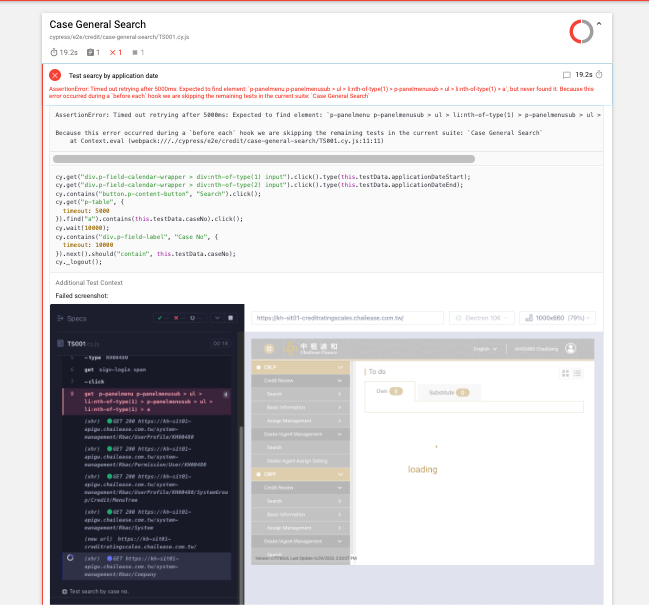 Case General Search
cypress/e2e/credit/case-general-search/TS001.cy.js
19.2s 1 1 1
Test search by application date
19.2s
AssertionError: Timed out retrying after 5000ms: Expected to find element: `p-panelmenu p-panelmenusub > ul > li:nth-of-type(1) > p-panelmenusub > ul > li:nth-of-type(1) > a`, but never found it. Because this
error occurred during a `before each` hook we are skipping the remaining tests in the current suite: `Case General Search`
AssertionError: Timed out retrying after 5000ms: Expected to find element: `p-panelmenu p-panelmenusub > ul > li:nth-of-type(1) > p-panelmenusub > ul >
Because this error occurred during a `before each` hook we are skipping the remaining tests in the current suite: `Case General Search`
at Context.eval (webpack:///./cypress/e2e/credit/case-general-search/TS001.cy.js:11:11)
cy.get("div.p-field-calendar-wrapper > div:nth-of-type(1) input").click().type(this.testData.applicationDateStart);
cy.get("div.p-field-calendar-wrapper > div:nth-of-type(2) input").click().type(this.testData.applicationDateEnd);
cy.contains("button.p-content-button", "Search").click();
cy.get("p-table", {
timeout: 5000
}).find("a").contains(this.testData.caseNo).click();
cy.wait(10000);
cy.contains("div.p-field-label", "Case No", {
timeout: 10000
}).next().should("contain", this.testData.caseNo);
cy._logout();
Additional Test Context
Failed screenshot:
Specs
https://kh-sit01-creditratingscales.chailease.com.tw/
Electron 106
1000x660 (79%)
TS001.cy.js 00:19
5 -type KH00480
6 get sign-login span
7 -click
8 get p-panelmenu p-panelmenusub > ul >
li:nth-of-type(1) > p-panelmenusub > ul >
li:nth-of-type(1) > a
(xhr) GET 200 https://kh-sit01-
apigw.chailease.com.tw/system-
management/Rbac/UserProfile/KH00480
(xhr) GET 200 https://kh-sit01-
apigw.chailease.com.tw/system-
management/Rbac/Permission/User/KH00480
(xhr) GET 200 https://kh-sit01-
apigw.chailease.com.tw/system-
management/Rbac/UserProfile/KH00480/SystemGrou
p/Credit/MenuTree
(xhr) GET 200 https://kh-sit01-
apigw.chailease.com.tw/system-
management/Rbac/System
(new url) https://kh-sit01-
creditratingscales.chailease.com.tw/
(xhr) GET https://kh-sit01-
apigw.chailease.com.tw/system-
management/Rbac/Company
Test search by case no.
中租迪和
Chailease Finance
English
Credit Review
Search
Basic Information
Assign Management
Dealer/Agent Management
Search
Dealer/Agent Assign Setting
Credit Review
Search
Basic Information
Assign Management
Dealer/Agent Management
Search
To do
Own 0
Substitute 0
loading